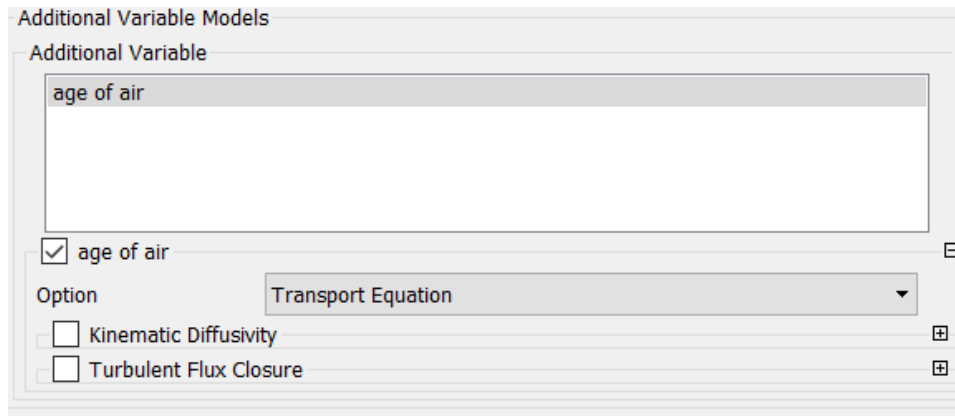 Additional Variable Models
Additional Variable
age of air
age of air
Option Transport Equation
Kinematic Diffusivity
Turbulent Flux Closure